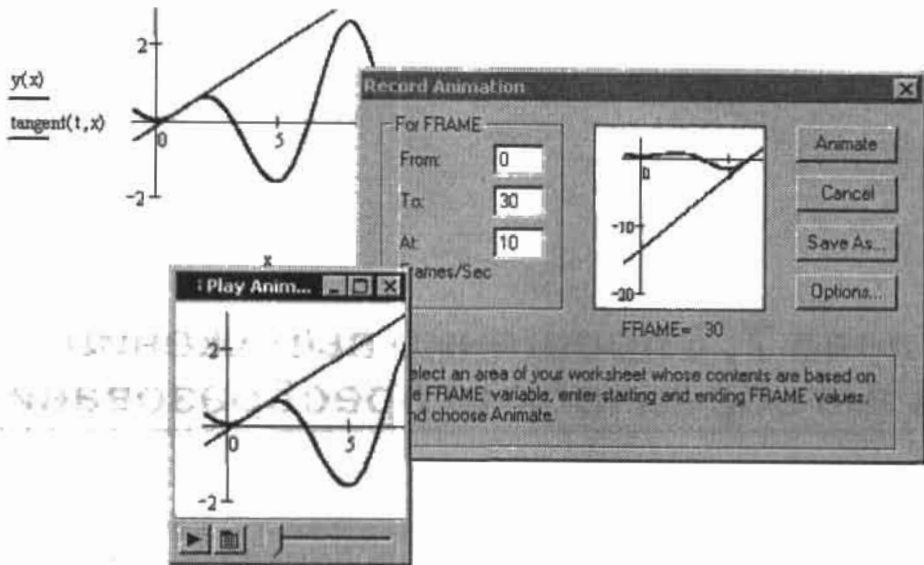 2
y(x)
tangent(t,x)
0
5
-2
x
Record Animation
For FRAME
From:
0
To:
30
At:
10
Frames/Sec
0
-10
-20
FRAME= 30
Animate
Cancel
Save As...
Options...
elect an area of your worksheet whose contents are based on
e FRAME variable, enter starting and ending FRAME values,
nd choose Animate.
Play Anim...
2
0
5
-2